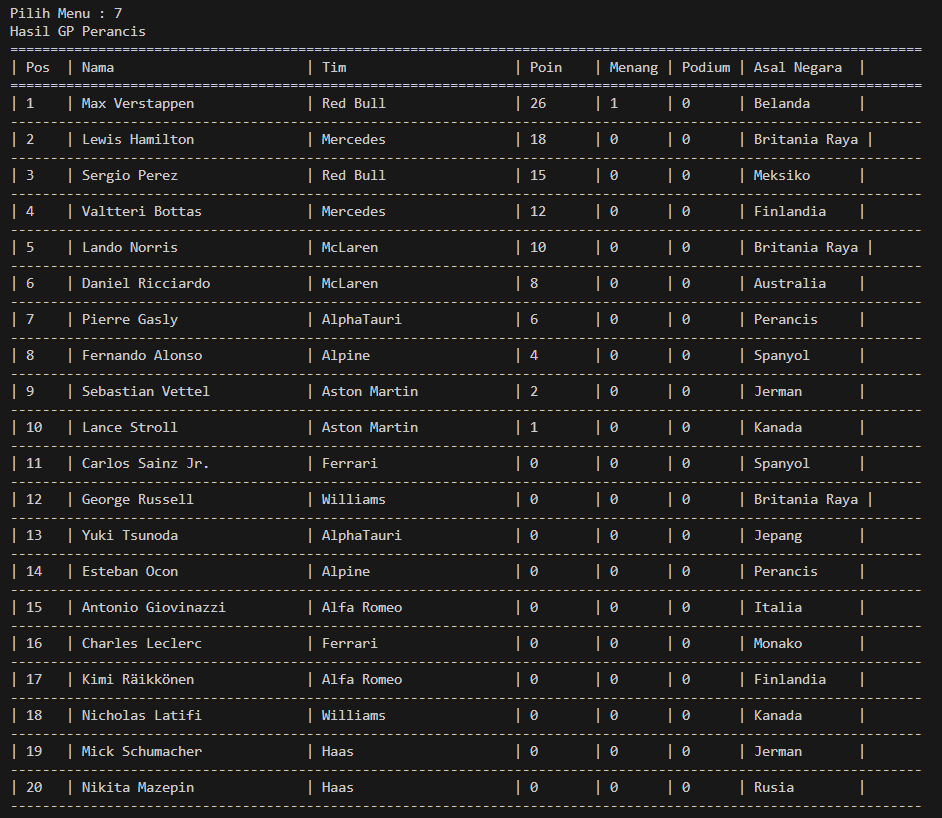 Pilih Menu : 7
Hasil GP Perancis
==================================================================================================================
| Pos  | Nama                        | Tim                     | Poin    | Menang | Podium | Asal Negara  |
==================================================================================================================
| 1    | Max Verstappen              | Red Bull                | 26      | 1      | 0      | Belanda      |
------------------------------------------------------------------------------------------------------------------
| 2    | Lewis Hamilton              | Mercedes                | 18      | 0      | 0      | Britania Raya |
------------------------------------------------------------------------------------------------------------------
| 3    | Sergio Perez                | Red Bull                | 15      | 0      | 0      | Meksiko      |
------------------------------------------------------------------------------------------------------------------
| 4    | Valtteri Bottas             | Mercedes                | 12      | 0      | 0      | Finlandia    |
------------------------------------------------------------------------------------------------------------------
| 5    | Lando Norris                | McLaren                 | 10      | 0      | 0      | Britania Raya |
------------------------------------------------------------------------------------------------------------------
| 6    | Daniel Ricciardo            | McLaren                 | 8       | 0      | 0      | Australia    |
------------------------------------------------------------------------------------------------------------------
| 7    | Pierre Gasly                | AlphaTauri              | 6       | 0      | 0      | Perancis     |
------------------------------------------------------------------------------------------------------------------
| 8    | Fernando Alonso             | Alpine                  | 4       | 0      | 0      | Spanyol      |
------------------------------------------------------------------------------------------------------------------
| 9    | Sebastian Vettel            | Aston Martin            | 2       | 0      | 0      | Jerman       |
------------------------------------------------------------------------------------------------------------------
| 10   | Lance Stroll                | Aston Martin            | 1       | 0      | 0      | Kanada       |
------------------------------------------------------------------------------------------------------------------
| 11   | Carlos Sainz Jr.            | Ferrari                 | 0       | 0      | 0      | Spanyol      |
------------------------------------------------------------------------------------------------------------------
| 12   | George Russell              | Williams                | 0       | 0      | 0      | Britania Raya |
------------------------------------------------------------------------------------------------------------------
| 13   | Yuki Tsunoda                | AlphaTauri              | 0       | 0      | 0      | Jepang       |
------------------------------------------------------------------------------------------------------------------
| 14   | Esteban Ocon                | Alpine                  | 0       | 0      | 0      | Perancis     |
------------------------------------------------------------------------------------------------------------------
| 15   | Antonio Giovinazzi          | Alfa Romeo              | 0       | 0      | 0      | Italia       |
------------------------------------------------------------------------------------------------------------------
| 16   | Charles Leclerc             | Ferrari                 | 0       | 0      | 0      | Monako       |
------------------------------------------------------------------------------------------------------------------
| 17   | Kimi Räikkönen              | Alfa Romeo              | 0       | 0      | 0      | Finlandia    |
------------------------------------------------------------------------------------------------------------------
| 18   | Nicholas Latifi             | Williams                | 0       | 0      | 0      | Kanada       |
------------------------------------------------------------------------------------------------------------------
| 19   | Mick Schumacher             | Haas                    | 0       | 0      | 0      | Jerman       |
------------------------------------------------------------------------------------------------------------------
| 20   | Nikita Mazepin              | Haas                    | 0       | 0      | 0      | Rusia        |
------------------------------------------------------------------------------------------------------------------